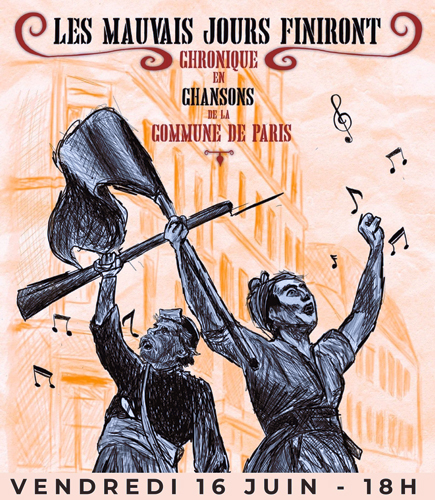 LES MAUVAIS JOURS FINIRONT
CHRONIQUE
EN
CHANSONS
DE LA
COMMUNE DE PARIS
VENDREDI 16 JUIN - 18H